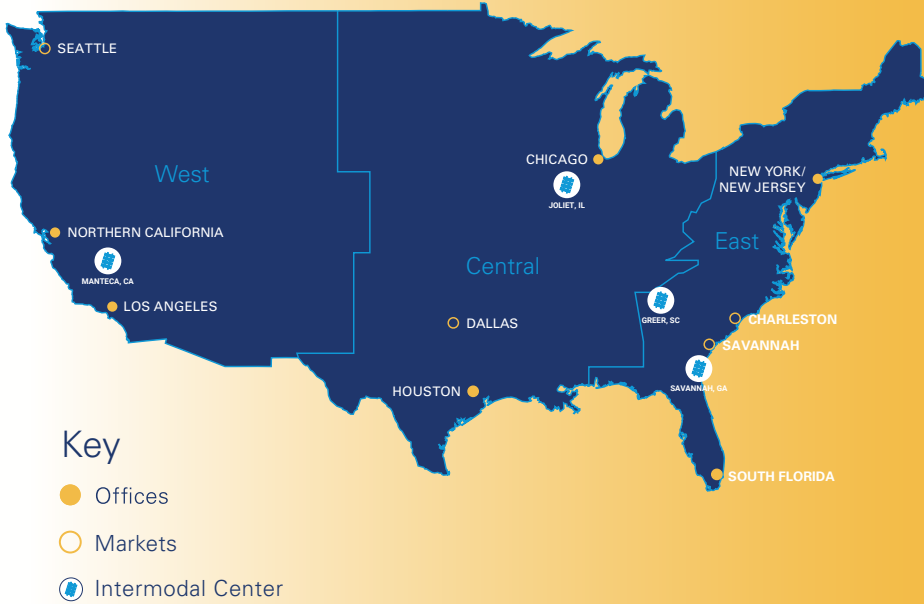 SEATTLE
West
NORTHERN CALIFORNIA
MANTECA, CA
LOS ANGELES
CHICAGO
JOLIET, IL
Central
DALLAS
HOUSTON
NEW YORK/
NEW JERSEY
East
GREER, SC
CHARLESTON
SAVANNAH
SAVANNAH, GA
SOUTH FLORIDA
Key
Offices
Markets
Intermodal Center